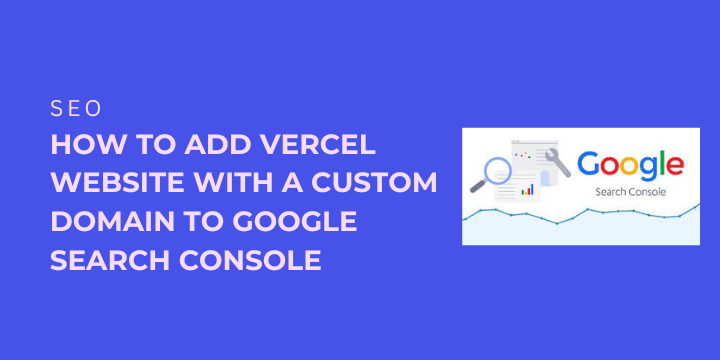 SEO
HOW TO ADD VERCEL
WEBSITE WITH A CUSTOM
DOMAIN TO GOOGLE
SEARCH CONSOLE
Google
Search Console